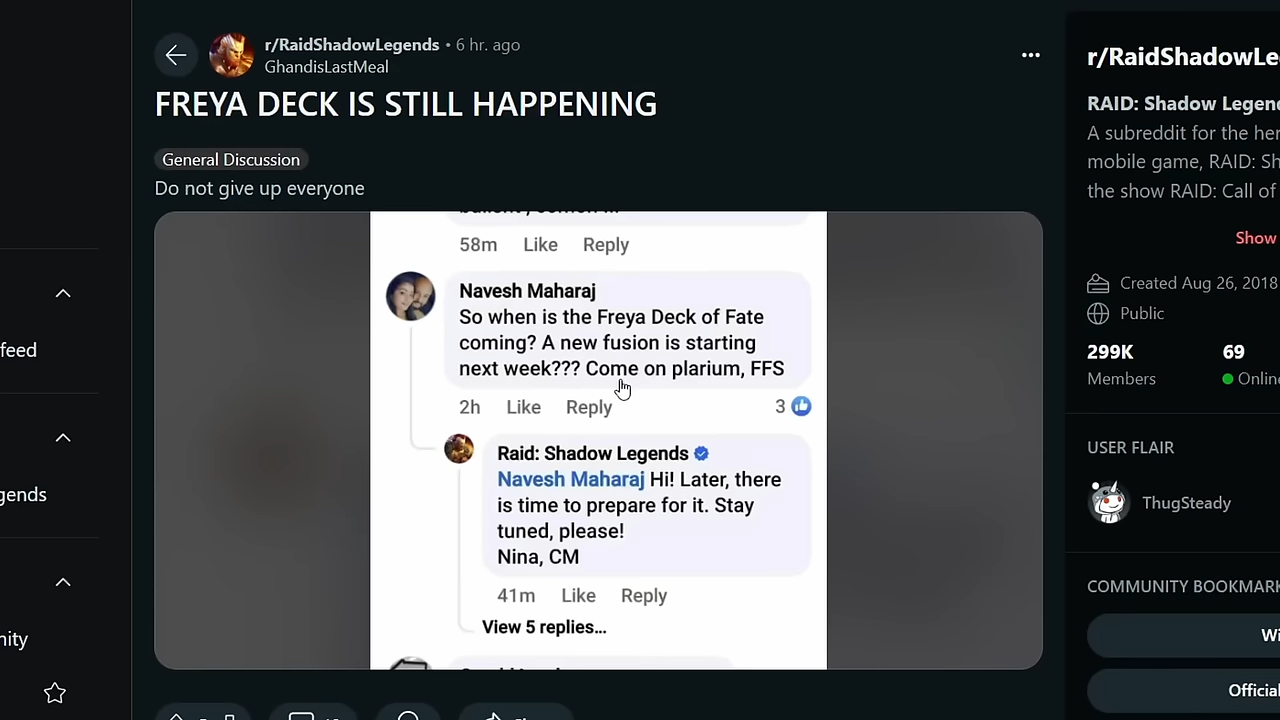 r/RaidShadowLegends • 6 hr. ago
GhandisLastMeal
FREYA DECK IS STILL HAPPENING
General Discussion
Do not give up everyone
58m Like Reply
Navesh Maharaj
So when is the Freya Deck of Fate
coming? A new fusion is starting
next week??? Come on plarium, FFS
2h Like Reply 3
Raid: Shadow Legends
Navesh Maharaj Hi! Later, there
is time to prepare for it. Stay
tuned, please!
Nina, CM
41m Like Reply
View 5 replies...
feed
gends
nity
r/RaidShadowLe
RAID: Shadow Legen
A subreddit for the her
mobile game, RAID: Sh
the show RAID: Call of
Show
Created Aug 26, 2018
Public
299K 69
Members Onlin
USER FLAIR
ThugSteady
COMMUNITY BOOKMAR
Wi
Official